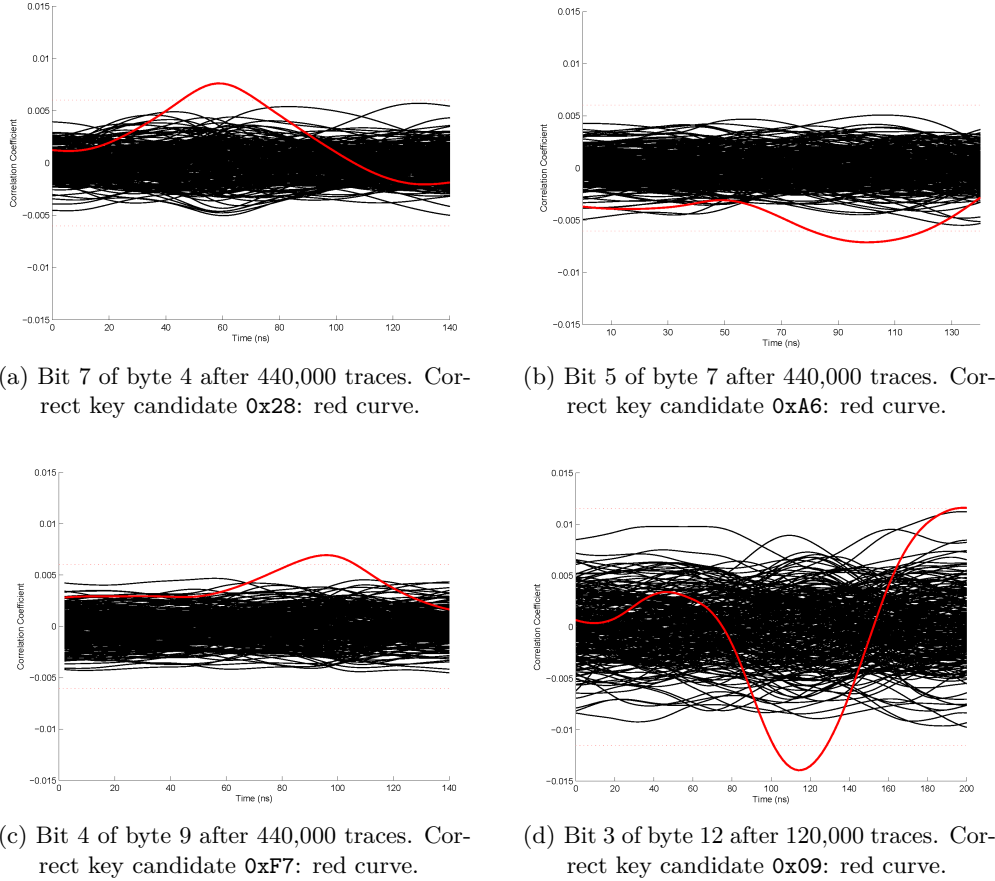 0.015
0.01
0.005
0
−0.005
−0.01
−0.015
Correlation Coefficient
0 20 40 60 80 100 120 140
Time (ns)
(a) Bit 7 of byte 4 after 440,000 traces. Cor-
rect key candidate 0x28: red curve.
0.015
0.01
0.005
0
−0.005
−0.01
−0.015
Correlation Coefficient
10 30 50 70 90 110 130
Time (ns)
(b) Bit 5 of byte 7 after 440,000 traces. Cor-
rect key candidate 0xA6: red curve.
0.015
0.01
0.005
0
−0.005
−0.01
−0.015
Correlation Coefficient
20 40 60 80 100 120 140
Time (ns)
(c) Bit 4 of byte 9 after 440,000 traces. Cor-
rect key candidate 0xF7: red curve.
0.015
0.01
0.005
0
−0.005
−0.01
−0.015
Correlation Coefficient
0 20 40 60 80 100 120 140 160 180 200
Time (ns)
(d) Bit 3 of byte 12 after 120,000 traces. Cor-
rect key candidate 0x09: red curve.